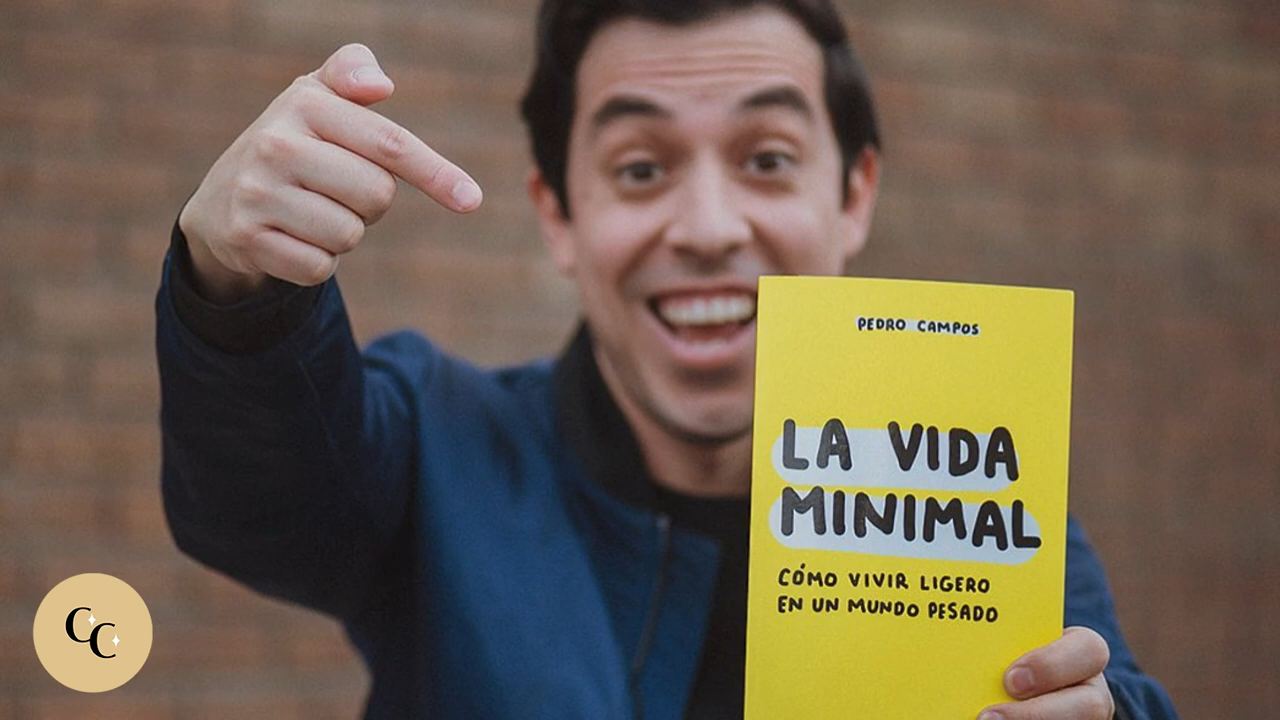 PEDRO CAMPOS
LA VIDA
MINIMAL
CÓMO VIVIR LIGERO
EN UN MUNDO PESADO
CC